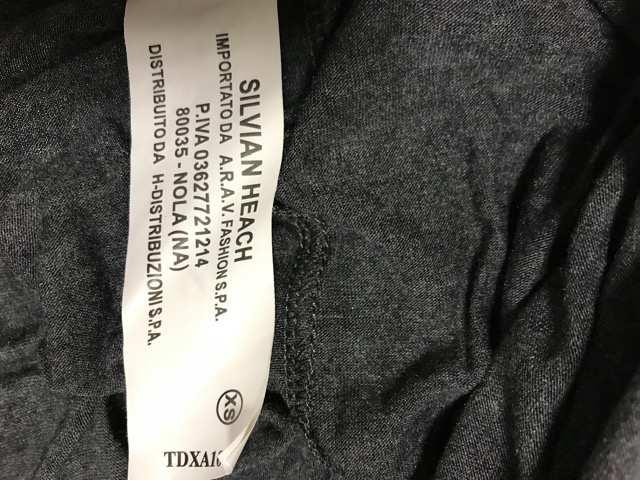 SILVIAN HEACH
IMPORTATO DA A.R.A.V. FASHION S.P.A.
P.IVA 03627721214
80035 - NOLA (NA)
DISTRIBUITO DA H-DISTRIBUZIONI S.P.A.
XS